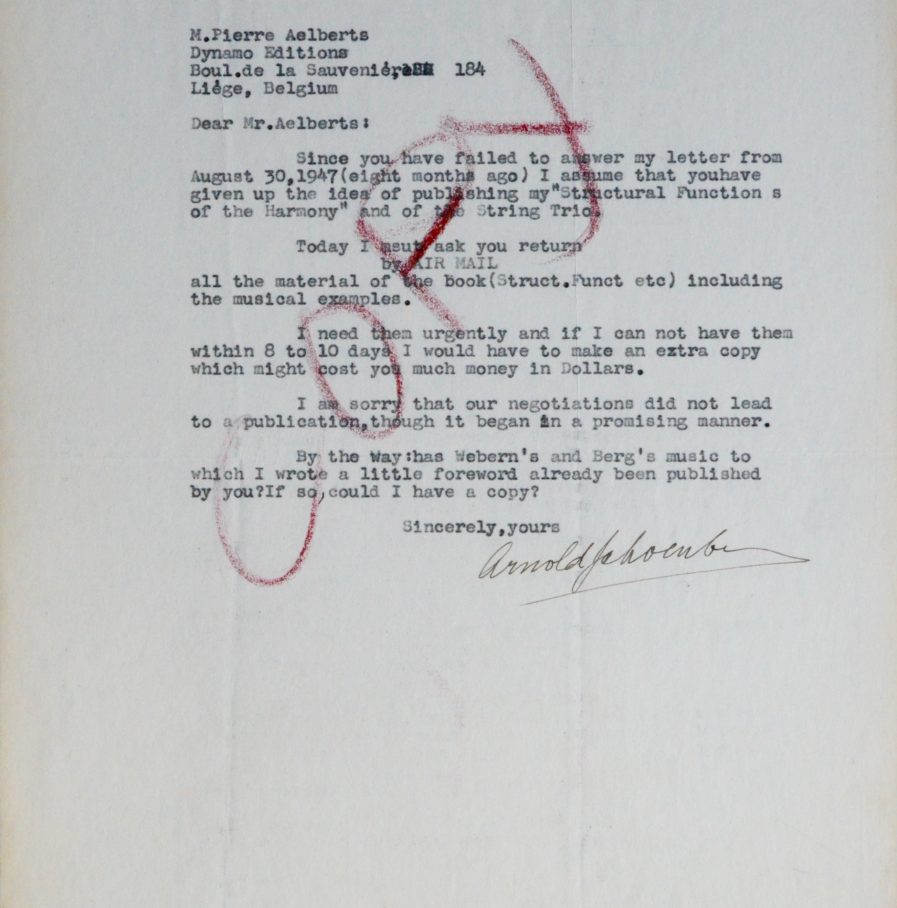 M.Pierre Aelberts
Dynamo Editions
Boul.de la Sauveniére, 184
Liége, Belgium
Dear Mr.Aelberts:
Since you have failed to answer my letter from
August 30,1947(eight months ago) I assume that youhave
given up the idea of publishing my"Structural Function s
of the Harmony" and of the String Trio.
Today I msut ask you return
by AIR MAIL
all the material of the book(Struct.Funct etc) including
the musical examples.
I need them urgently and if I can not have them
within 8 to 10 days I would have to make an extra copy
which might cost you much money in Dollars.
I am sorry that our negotiations did not lead
to a publication,though it began in a promising manner.
By the Way:has Webern's and Berg's music to
which I wrote a little foreword already been published
by you?If so,could I have a copy?
Sincerely,yours
Arnold Schoenberg
COPY